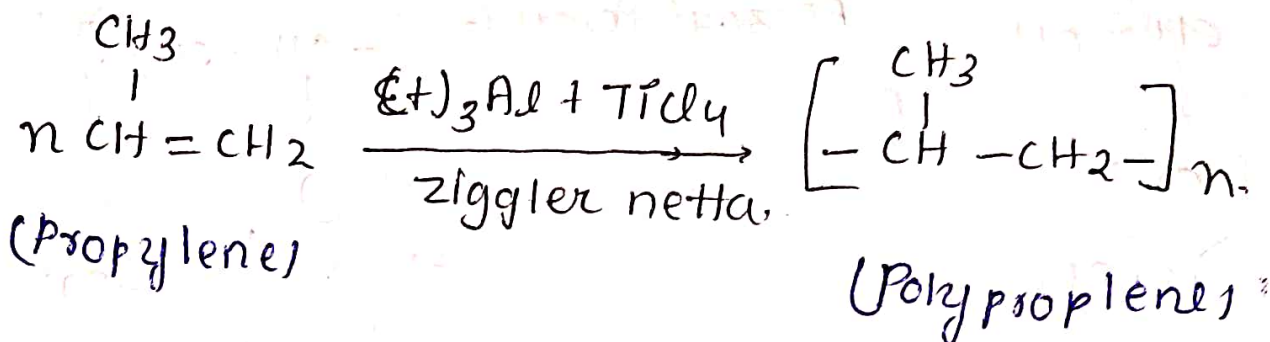 CH3
|
n CH = CH2
(Et)3Al + TiCl4
ziggler netta.
[- CH -CH2-]n.
CH3
|
(Propylene)
(Polyproplene)